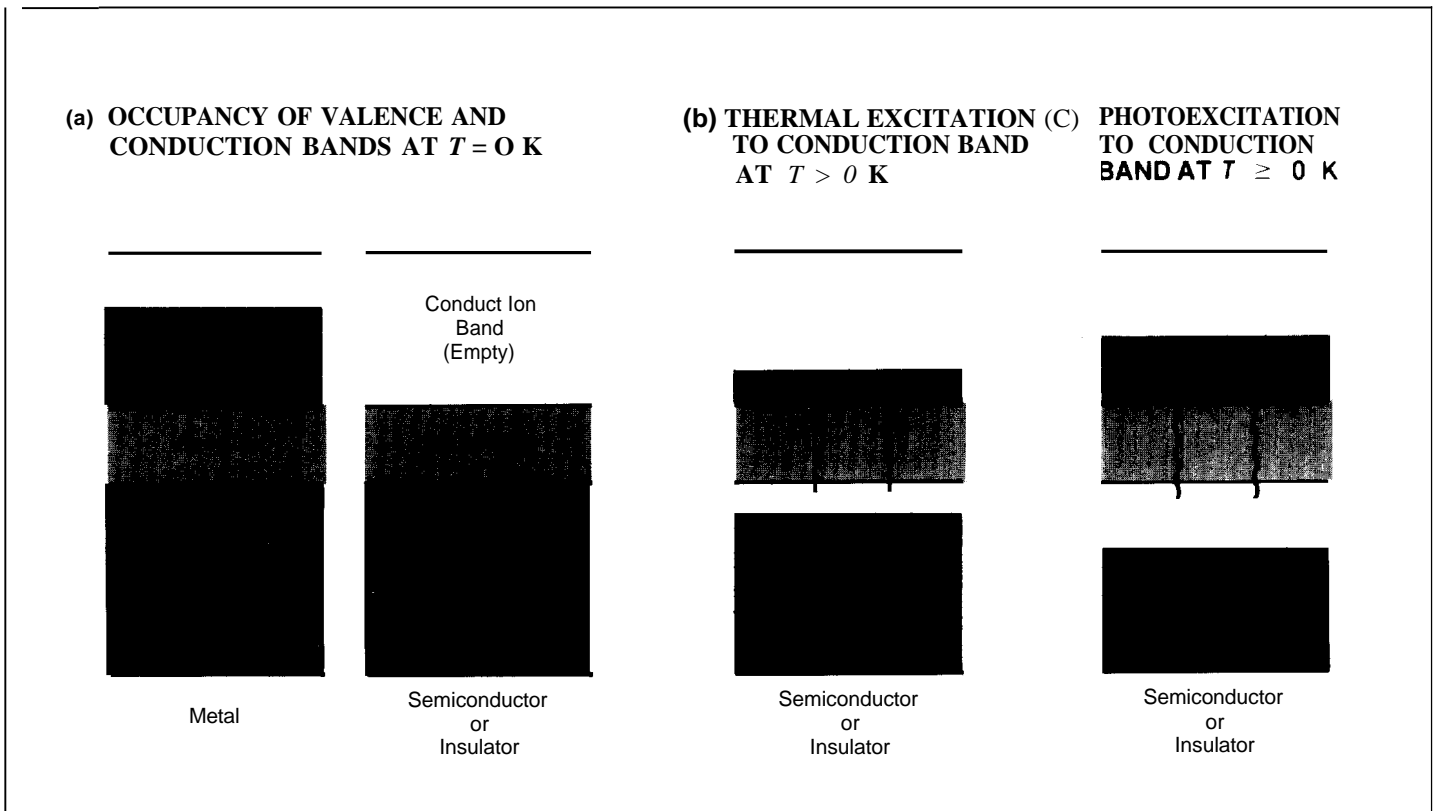 (a) OCCUPANCY OF VALENCE AND
CONDUCTION BANDS AT T = O K
(b) THERMAL EXCITATION (C)
TO CONDUCTION BAND
AT T > 0 K
PHOTOEXCITATION
TO CONDUCTION
BAND AT T ≥ 0 K
Conduct Ion
Band
(Empty)
Metal
Semiconductor
or
Insulator
Semiconductor
or
Insulator
Semiconductor
or
Insulator